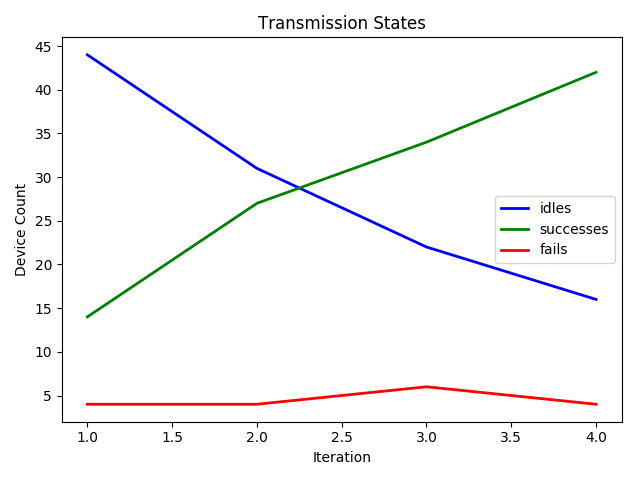 Transmission States
45
40
35
30
25
20
15
10
5
Device Count
idles
successes
fails
1.0 1.5 2.0 2.5 3.0 3.5 4.0
Iteration